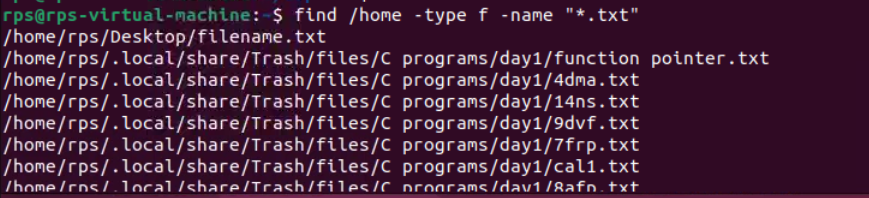 rps@rps-virtual-machine:~$ find /home -type f -name "*.txt"
/home/rps/Desktop/filename.txt
/home/rps/.local/share/Trash/files/C programs/day1/function pointer.txt
/home/rps/.local/share/Trash/files/C programs/day1/4dma.txt
/home/rps/.local/share/Trash/files/C programs/day1/14ns.txt
/home/rps/.local/share/Trash/files/C programs/day1/9dvf.txt
/home/rps/.local/share/Trash/files/C programs/day1/7frp.txt
/home/rps/.local/share/Trash/files/C programs/day1/cal1.txt
/home/rps/.local/share/Trash/files/C programs/day1/8afp.txt